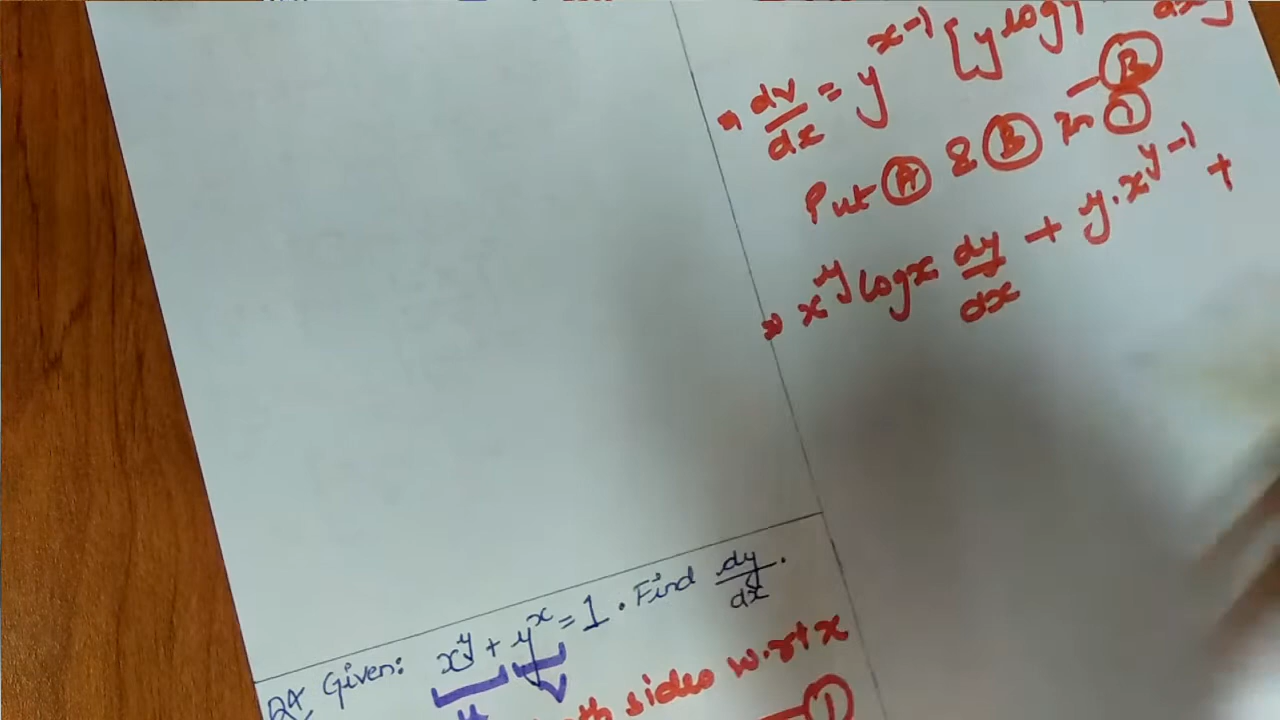 ⇒ dv/dx = y^(x-1) [y log y
- (B)
Put (A) & (B) in (1)
⇒ x^y log x dy/dx + y.x^(y-1) +
Q4, Given: x^y + y^x = 1. Find dy/dx.
u v
sides w.r.t x
(1)